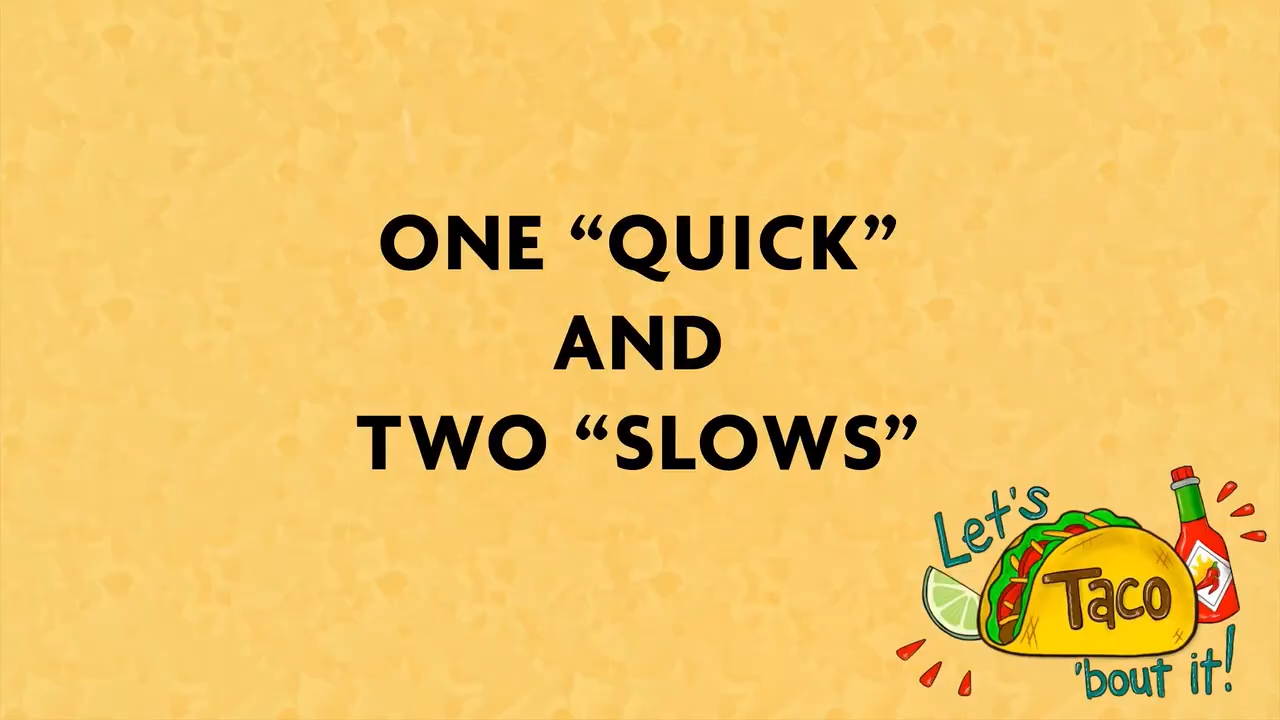 ONE “QUICK”
AND
TWO “SLOWS”
Let's
Taco
'bout it!